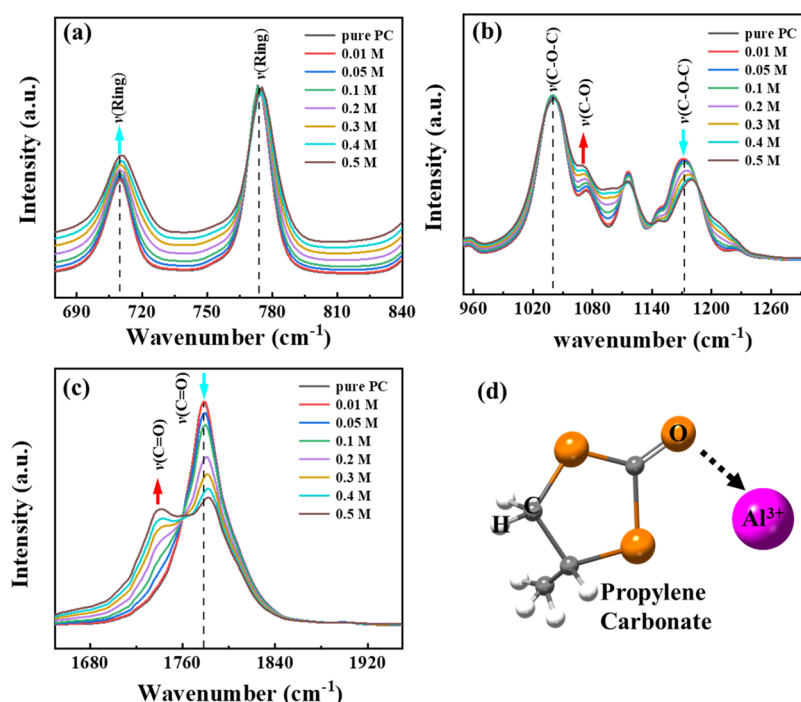 (a)
ν(Ring)
ν(Ring)
pure PC
0.01 M
0.05 M
0.1 M
0.2 M
0.3 M
0.4 M
0.5 M
Intensity (a.u.)
690 720 750 780 810 840
Wavenumber (cm-1)
(b)
ν(C-O-C)
ν(C-O)
ν(C-O-C)
pure PC
0.01 M
0.05 M
0.1 M
0.2 M
0.3 M
0.4 M
0.5 M
Intensity (a.u.)
960 1040 1080 1140 1200 1260
wavenumber (cm-1)
(c)
ν(C=O)
ν(C=O)
pure PC
0.01 M
0.05 M
0.1 M
0.2 M
0.3 M
0.4 M
0.5 M
Intensity (a.u.)
1680 1760 1840 1920
Wavenumber (cm-1)
(d)
O
C
H
Al3+
Propylene
Carbonate